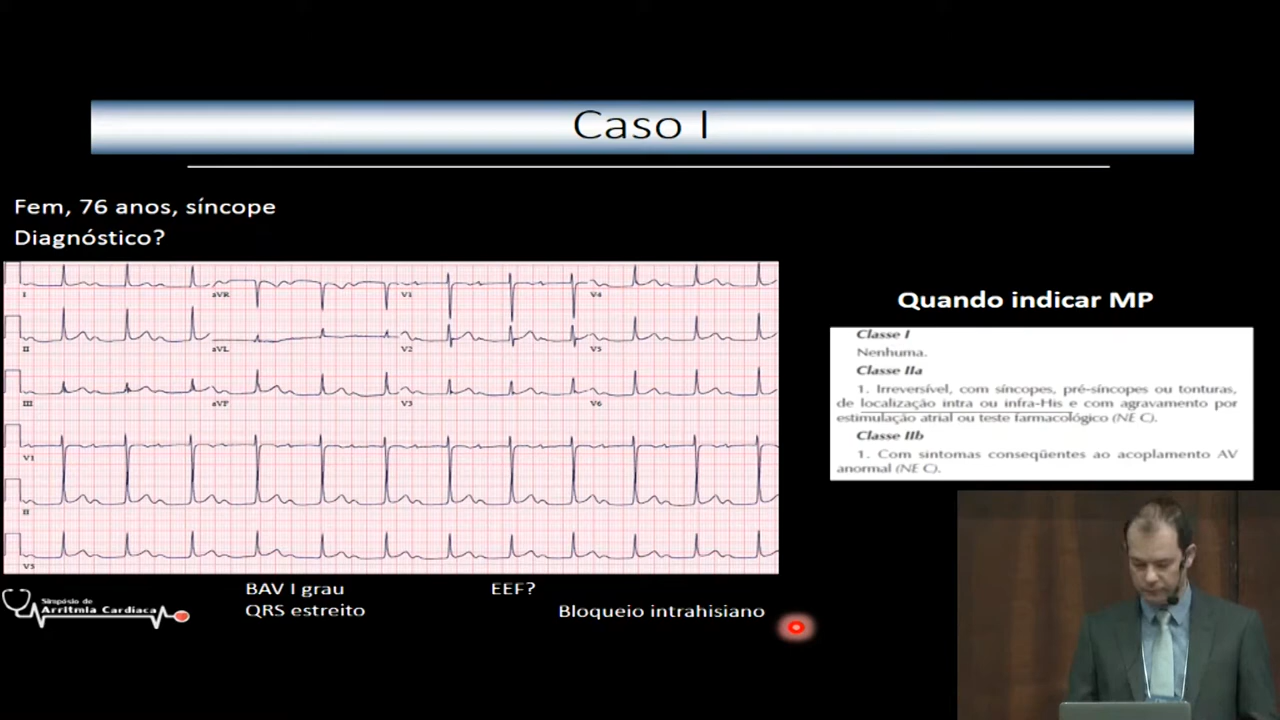 Caso I
Fem, 76 anos, síncope
Diagnóstico?
I
aVR
V1
V4
II
aVL
V2
V5
III
aVF
V3
V6
V1
II
V5
Quando indicar MP
Classe I
Nenhuma.
Classe IIa
1. Irreversível, com síncopes, pré-síncopes ou tonturas,
de localização intra ou infra-His e com agravamento por
estimulação atrial ou teste farmacológico (NE C).
Classe IIb
1. Com sintomas conseqüentes ao acoplamento AV
anormal (NE C).
BAV I grau
QRS estreito
EEF?
Bloqueio intrahisiano
Simpósio de
Arritmia Cardíaca